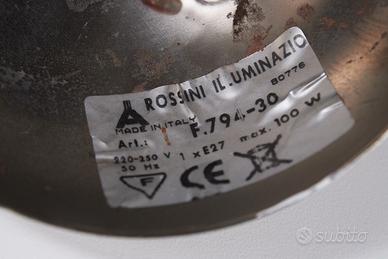 ROSSINI ILLUMINAZIO
80776
MADE IN ITALY
Art.: F.794-30
220-250 V 1 x E27 max. 100 W
50 Hz
F CE
subito